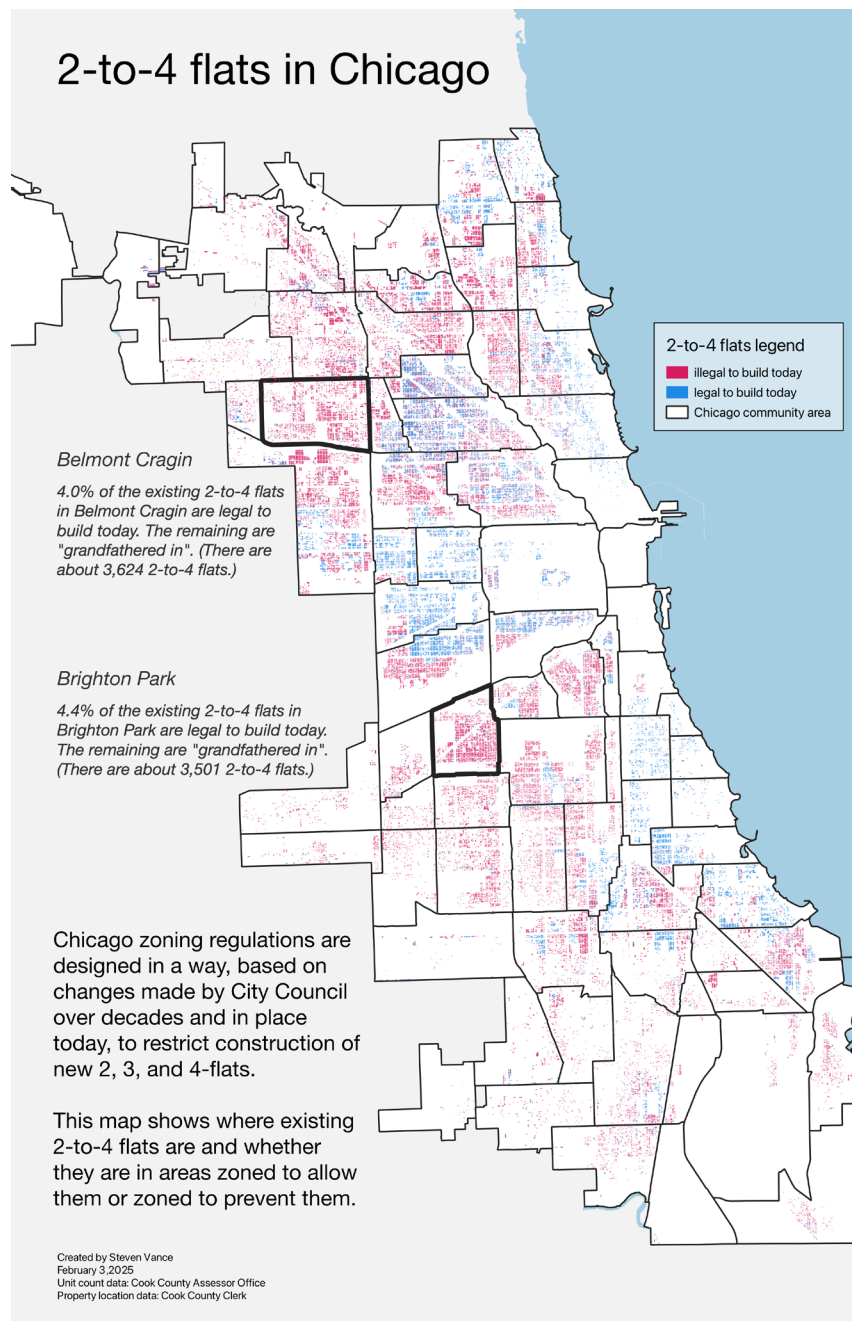 2-to-4 flats in Chicago
2-to-4 flats legend
illegal to build today
legal to build today
Chicago community area
Belmont Cragin
4.0% of the existing 2-to-4 flats
in Belmont Cragin are legal to
build today. The remaining are
"grandfathered in". (There are
about 3,624 2-to-4 flats.)
Brighton Park
4.4% of the existing 2-to-4 flats in
Brighton Park are legal to build today.
The remaining are "grandfathered in".
(There are about 3,501 2-to-4 flats.)
Chicago zoning regulations are
designed in a way, based on
changes made by City Council
over decades and in place
today, to restrict construction of
new 2, 3, and 4-flats.
This map shows where existing
2-to-4 flats are and whether
they are in areas zoned to allow
them or zoned to prevent them.
Created by Steven Vance
February 3,2025
Unit count data: Cook County Assessor Office
Property location data: Cook County Clerk